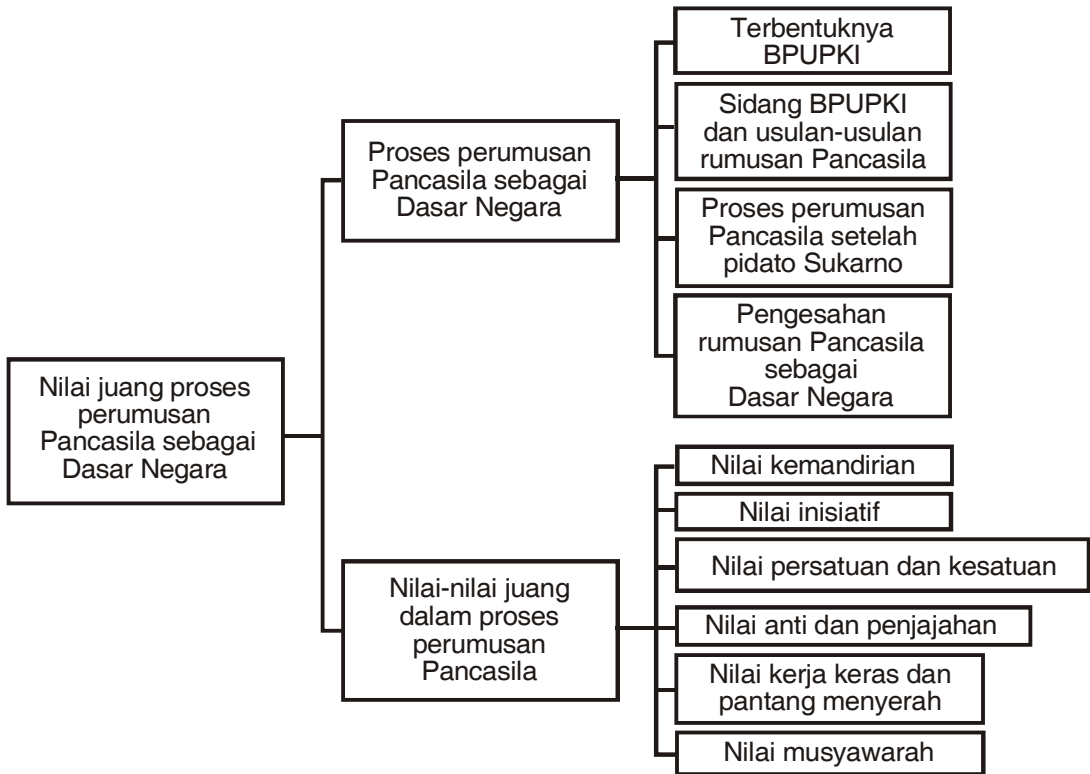 Nilai juang proses
perumusan
Pancasila sebagai
Dasar Negara
Proses perumusan
Pancasila sebagai
Dasar Negara
Terbentuknya
BPUPKI
Sidang BPUPKI
dan usulan-usulan
rumusan Pancasila
Proses perumusan
Pancasila setelah
pidato Sukarno
Pengesahan
rumusan Pancasila
sebagai
Dasar Negara
Nilai-nilai juang
dalam proses
perumusan
Pancasila
Nilai kemandirian
Nilai inisiatif
Nilai persatuan dan kesatuan
Nilai anti dan penjajahan
Nilai kerja keras dan
pantang menyerah
Nilai musyawarah